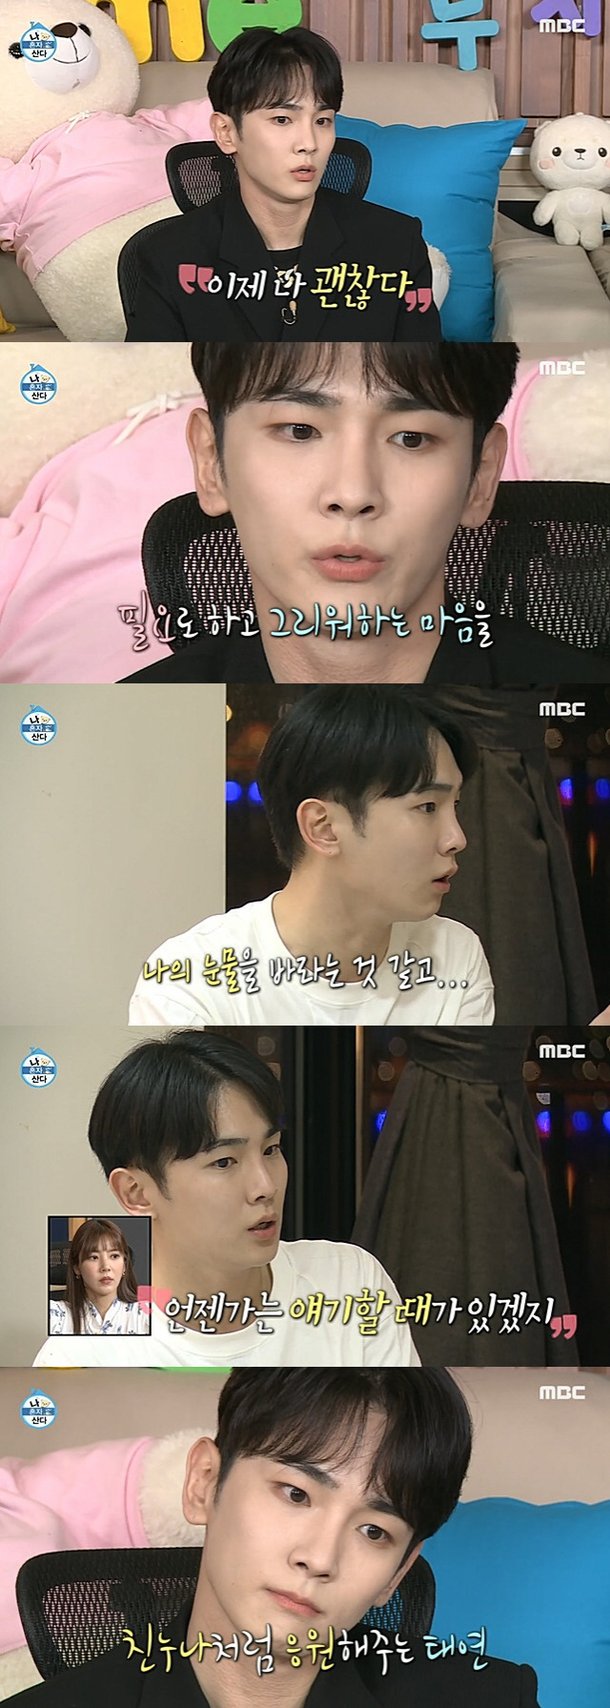 나
혼자
산다
MBC
무지
"이제 나 괜찮다"
나
혼자
산다
MBC
필요로 하고 그리워하는 마음을
나
혼자
산다
MBC
나의 눈물을 바라는 것 같고...
나
혼자
산다
MBC
"언젠가는 얘기할 때가 있겠지"
나
혼자
산다
MBC
친누나처럼 응원해주는 태연